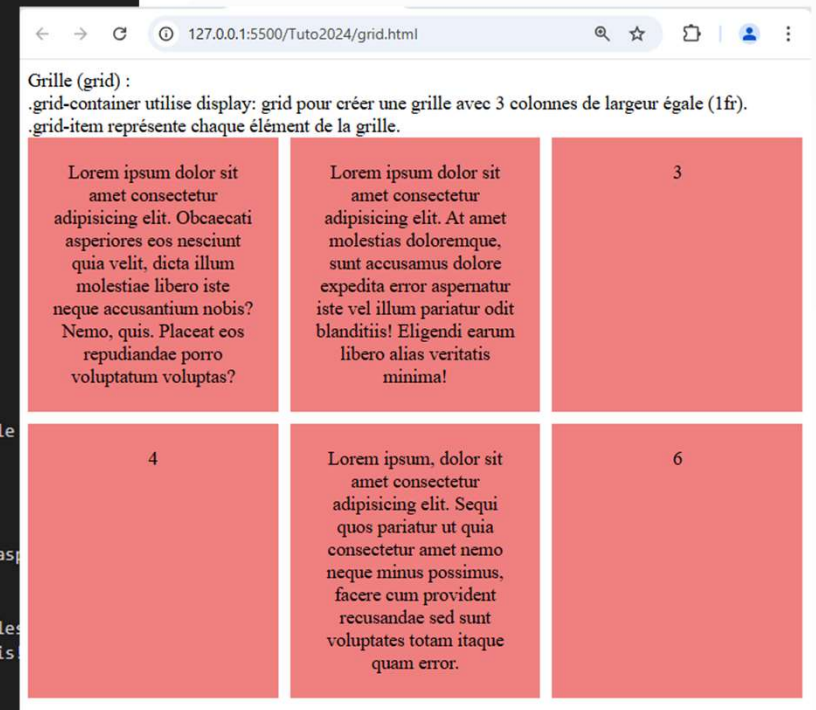 127.0.0.1:5500/Tuto2024/grid.html
Grille (grid) :
.grid-container utilise display: grid pour créer une grille avec 3 colonnes de largeur égale (1fr).
.grid-item représente chaque élément de la grille.
Lorem ipsum dolor sit
amet consectetur
adipisicing elit. Obcaecati
asperiores eos nesciunt
quia velit, dicta illum
molestiae libero iste
neque accusantium nobis?
Nemo, quis. Placeat eos
repudiandae porro
voluptatum voluptas?
Lorem ipsum dolor sit
amet consectetur
adipisicing elit. At amet
molestias doloremque,
sunt accusamus dolore
expedita error aspernatur
iste vel illum pariatur odit
blanditiis! Eligendi earum
libero alias veritatis
minima!
3
le
4
Lorem ipsum, dolor sit
amet consectetur
adipisicing elit. Sequi
quos pariatur ut quia
consectetur amet nemo
neque minus possimus,
facere cum provident
recusandae sed sunt
voluptates totam itaque
quam error.
6
asp
les
is!